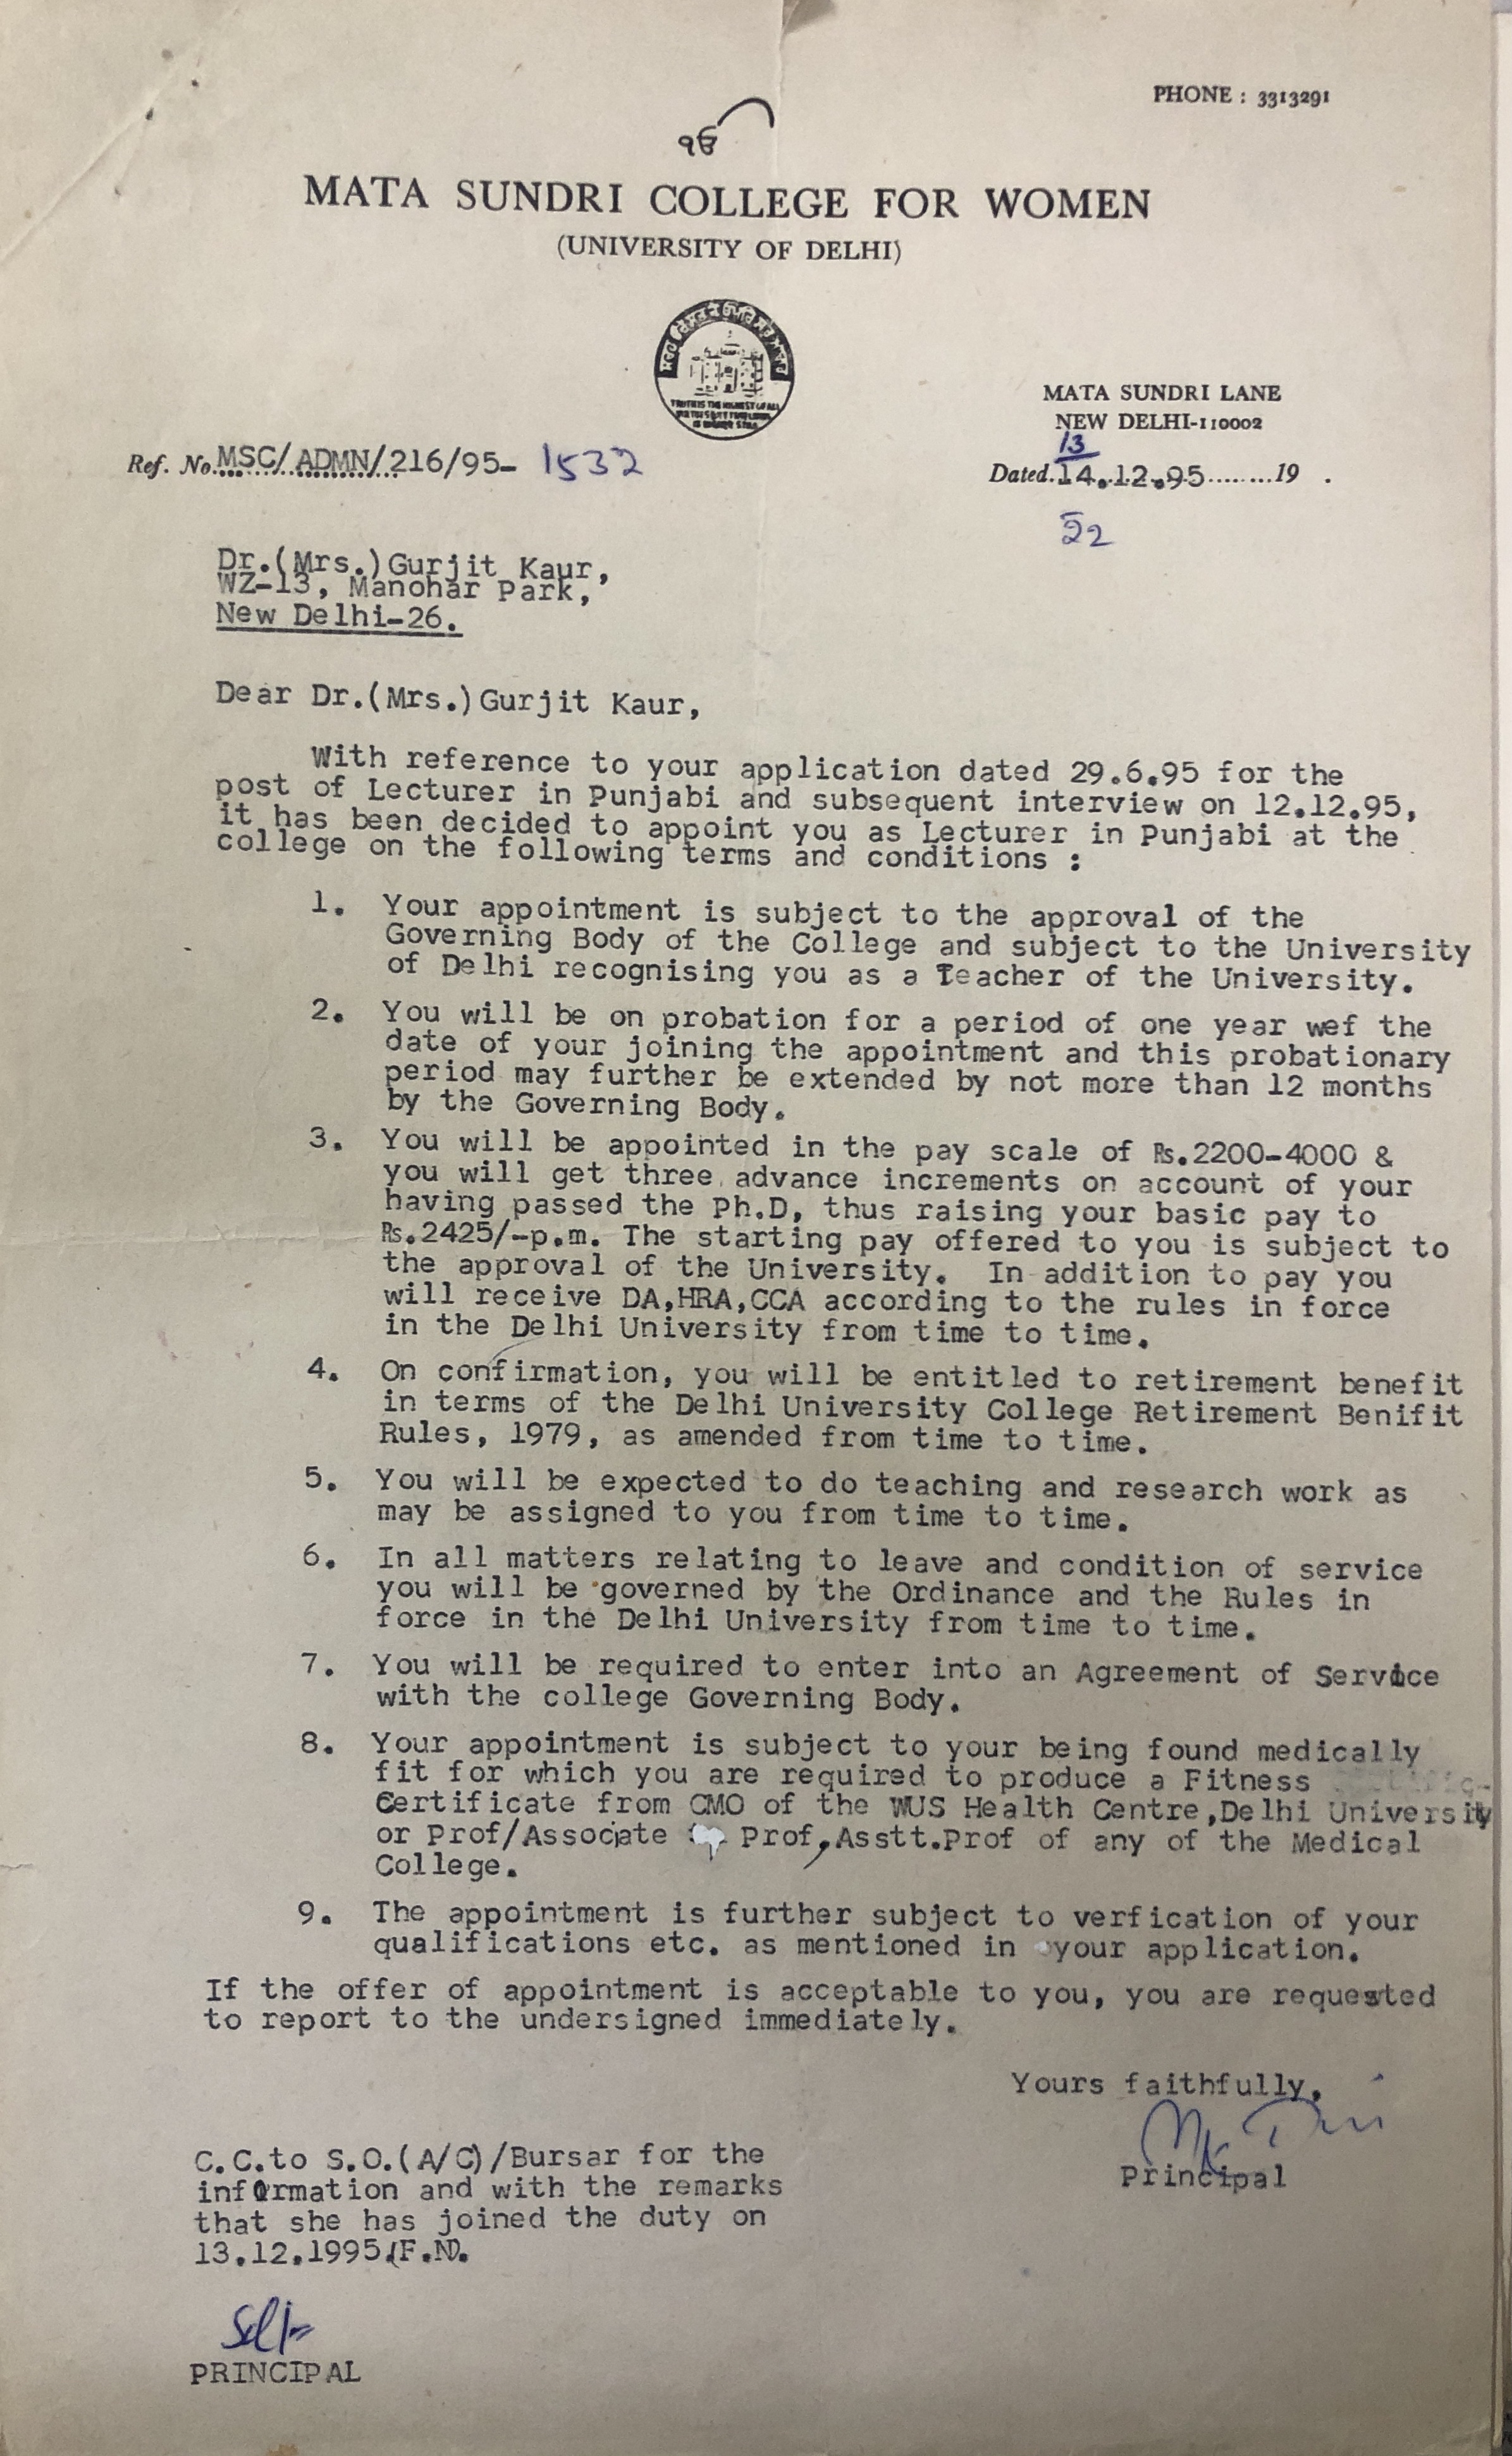 PHONE : 3313291
ੴ
MATA SUNDRI COLLEGE FOR WOMEN
(UNIVERSITY OF DELHI)
TRUTH IS THE HIGHEST OF ALL
MATA SUNDRI LANE
NEW DELHI-110002
Ref. No. MSC/ADMN/216/95- 1532
13
Dated. 14.12.95........19 .
22
Dr.(Mrs.)Gurjit Kaur,
WZ-13, Manohar Park,
New Delhi-26.
Dear Dr.(Mrs.)Gurjit Kaur,
With reference to your application dated 29.6.95 for the
post of Lecturer in Punjabi and subsequent interview on 12.12.95,
it has been decided to appoint you as Lecturer in Punjabi at the
college on the following terms and conditions :
1. Your appointment is subject to the approval of the
Governing Body of the College and subject to the University
of Delhi recognising you as a Teacher of the University.
2. You will be on probation for a period of one year wef the
date of your joining the appointment and this probationary
period may further be extended by not more than 12 months
by the Governing Body.
3. You will be appointed in the pay scale of Rs.2200-4000 &
you will get three advance increments on account of your
having passed the Ph.D, thus raising your basic pay to
Rs.2425/-p.m. The starting pay offered to you is subject to
the approval of the University. In addition to pay you
will receive DA,HRA,CCA according to the rules in force
in the Delhi University from time to time.
4. On confirmation, you will be entitled to retirement benefit
in terms of the Delhi University College Retirement Benifit
Rules, 1979, as amended from time to time.
5. You will be expected to do teaching and research work as
may be assigned to you from time to time.
6. In all matters relating to leave and condition of service
you will be governed by the Ordinance and the Rules in
force in the Delhi University from time to time.
7. You will be required to enter into an Agreement of Service
with the college Governing Body.
8. Your appointment is subject to your being found medically
fit for which you are required to produce a Fitness
Certificate from CMO of the WUS Health Centre,Delhi University
or Prof/Associate Prof,Asstt.Prof of any of the Medical
College.
9. The appointment is further subject to verfication of your
qualifications etc. as mentioned in your application.
If the offer of appointment is acceptable to you, you are requested
to report to the undersigned immediately.
Yours faithfully,
Principal
C.C.to S.O.(A/C)/Bursar for the
information and with the remarks
that she has joined the duty on
13.12.1995(F.N).
Sd/-
PRINCIPAL